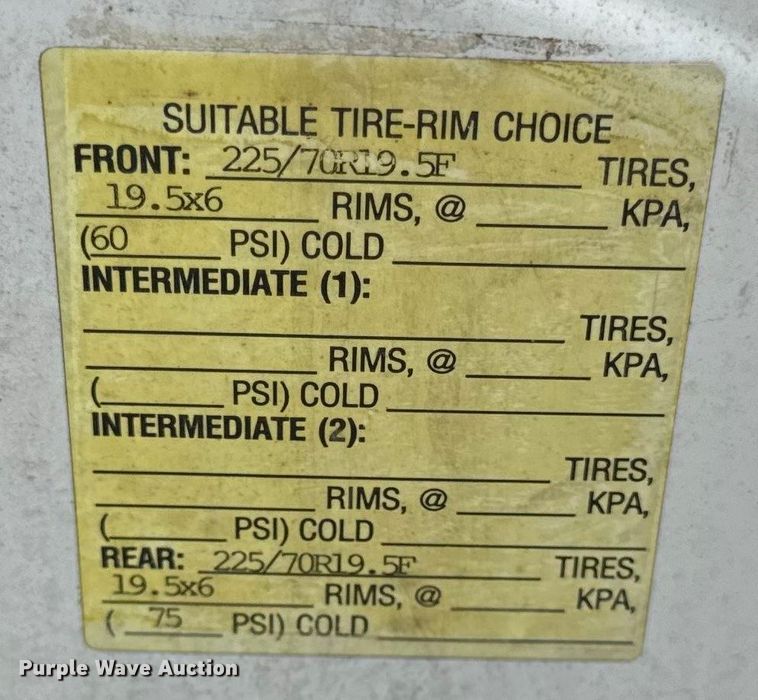 SUITABLE TIRE-RIM CHOICE
FRONT: 225/70R19.5F TIRES,
19.5x6 RIMS, @ KPA,
(60 PSI) COLD
INTERMEDIATE (1):
TIRES,
RIMS, @ KPA,
( PSI) COLD
INTERMEDIATE (2):
TIRES,
RIMS, @ KPA,
( PSI) COLD
REAR: 225/70R19.5F TIRES,
19.5x6 RIMS, @ KPA,
( 75 PSI) COLD
Purple Wave Auction